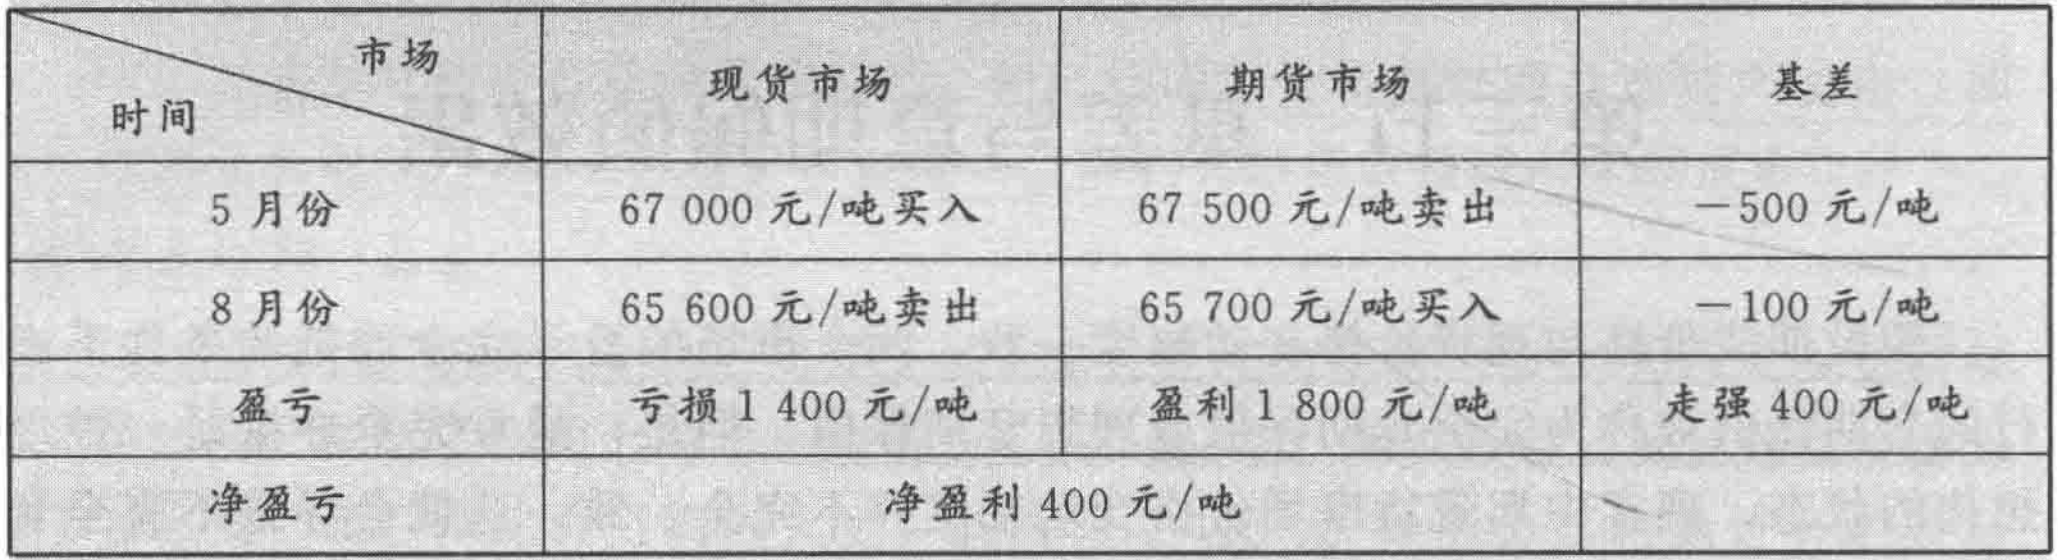 市场
时间
现货市场
期货市场
基差
5 月份
67 000 元/吨买入
67 500 元/吨卖出
－500 元/吨
8 月份
65 600 元/吨卖出
65 700 元/吨买入
－100 元/吨
盈亏
亏损 1 400 元/吨
盈利 1 800 元/吨
走强 400 元/吨
净盈亏
净盈利 400 元/吨